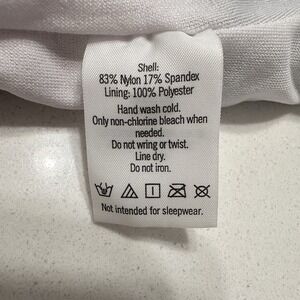 Shell:
83% Nylon 17% Spandex
Lining: 100% Polyester
Hand wash cold.
Only non-chlorine bleach when
needed.
Do not wring or twist.
Line dry.
Do not iron.
Not intended for sleepwear.